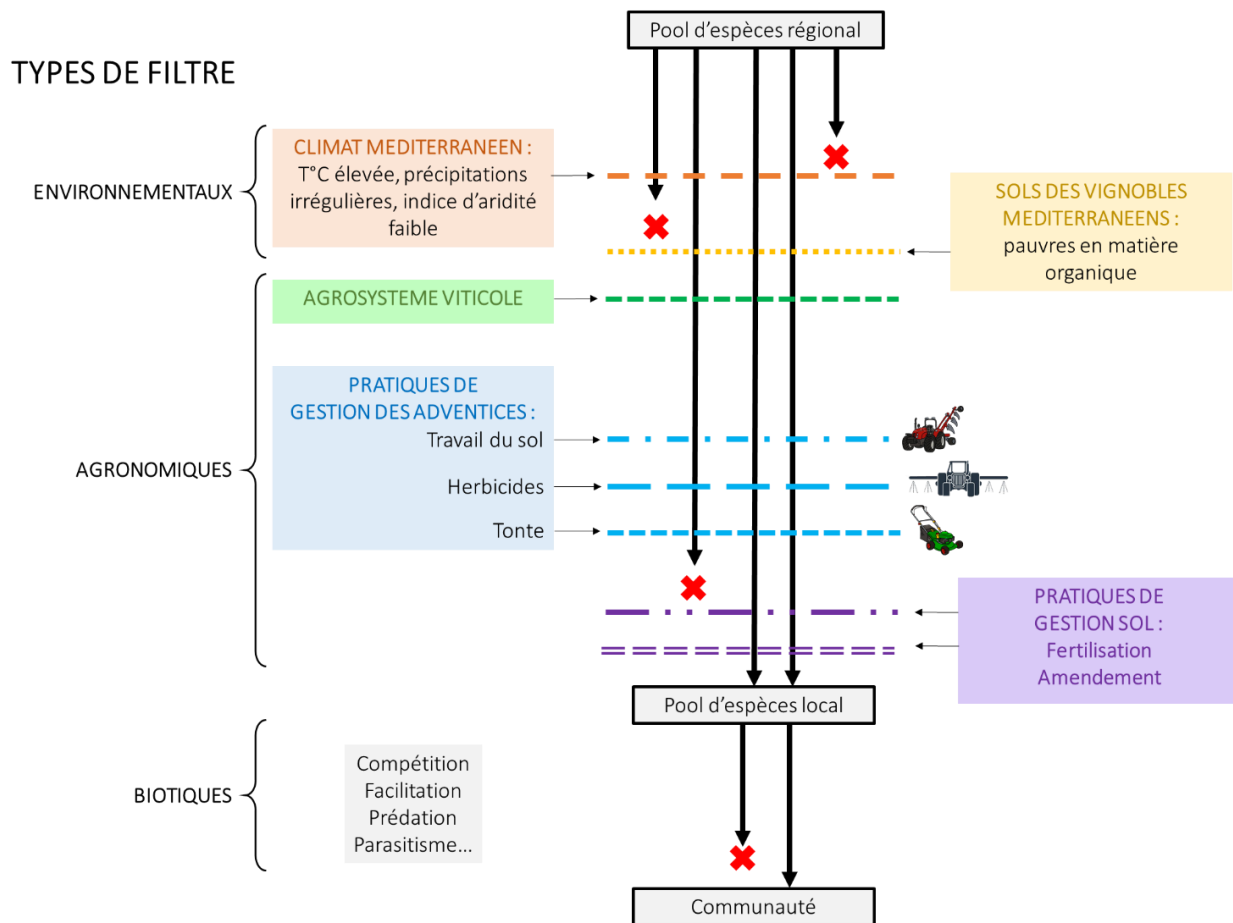 Pool d'espèces régional
TYPES DE FILTRE
ENVIRONNEMENTAUX
CLIMAT MEDITERRANEEN :
T°C élevée, précipitations
irrégulières, indice d'aridité
faible
SOLS DES VIGNOBLES
MEDITERRANEENS :
pauvres en matière
organique
AGRONOMIQUES
AGROSYSTEME VITICOLE
PRATIQUES DE
GESTION DES ADVENTICES :
Travail du sol
Herbicides
Tonte
PRATIQUES DE
GESTION SOL :
Fertilisation
Amendement
Pool d'espèces local
BIOTIQUES
Compétition
Facilitation
Prédation
Parasitisme...
Communauté